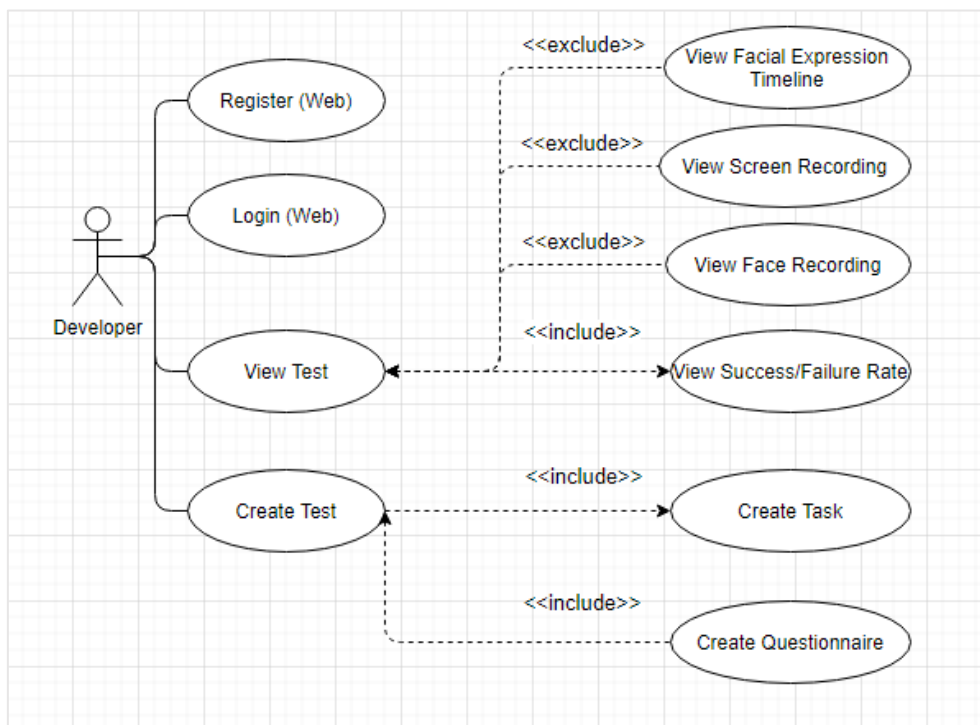 <<exclude>>
View Facial Expression
Timeline
Register (Web)
<<exclude>>
View Screen Recording
Login (Web)
<<exclude>>
View Face Recording
Developer
<<include>>
View Test
View Success/Failure Rate
<<include>>
Create Test
Create Task
<<include>>
Create Questionnaire